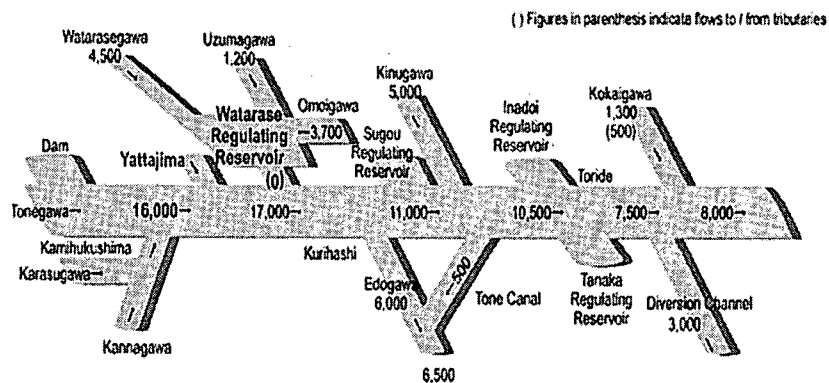 ( ) Figures in parenthesis indicate flows to / from tributaries
Watarasegawa
4,500
Uzumagawa
1,200
Kinugawa
5,000
Kokaigawa
1,300
(500)
Watarase
Regulating
Reservoir
(0)
Omoigawa
3,700
Sugou
Regulating
Reservoir
Inadoi
Regulating
Reservoir
Dam
Yattajima
Toride
Tonegawa
16,000
17,000
11,000
10,500
7,500
8,000
Kamihukushima
Karasugawa
Kurihashi
Edogawa
6,000
500
Tone Canal
Tanaka
Regulating
Reservoir
Diversion Channel
3,000
Kannagawa
6,500